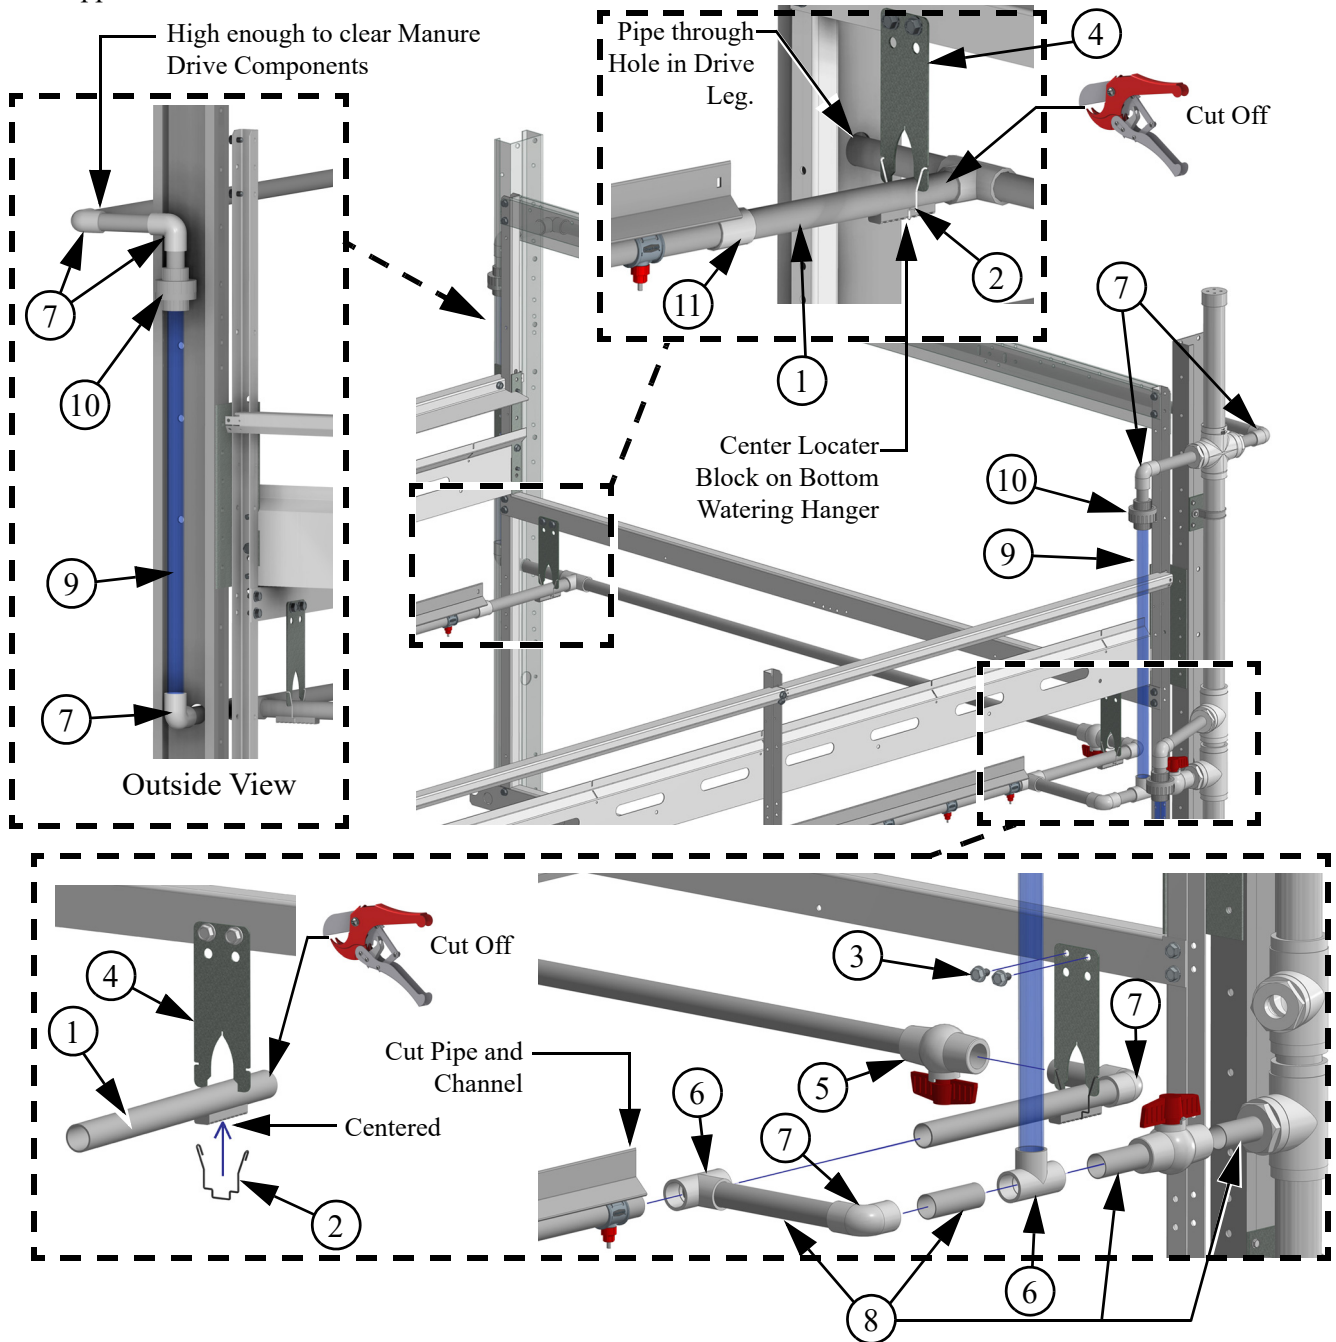 High enough to clear Manure
Drive Components
Pipe through
Hole in Drive
Leg.
4
Cut Off
7
11
2
1
7
10
Center Locater
Block on Bottom
Watering Hanger
10
9
9
7
Outside View
Cut Off
4
1
Centered
2
3
Cut Pipe and
Channel
5
7
6
7
6
8